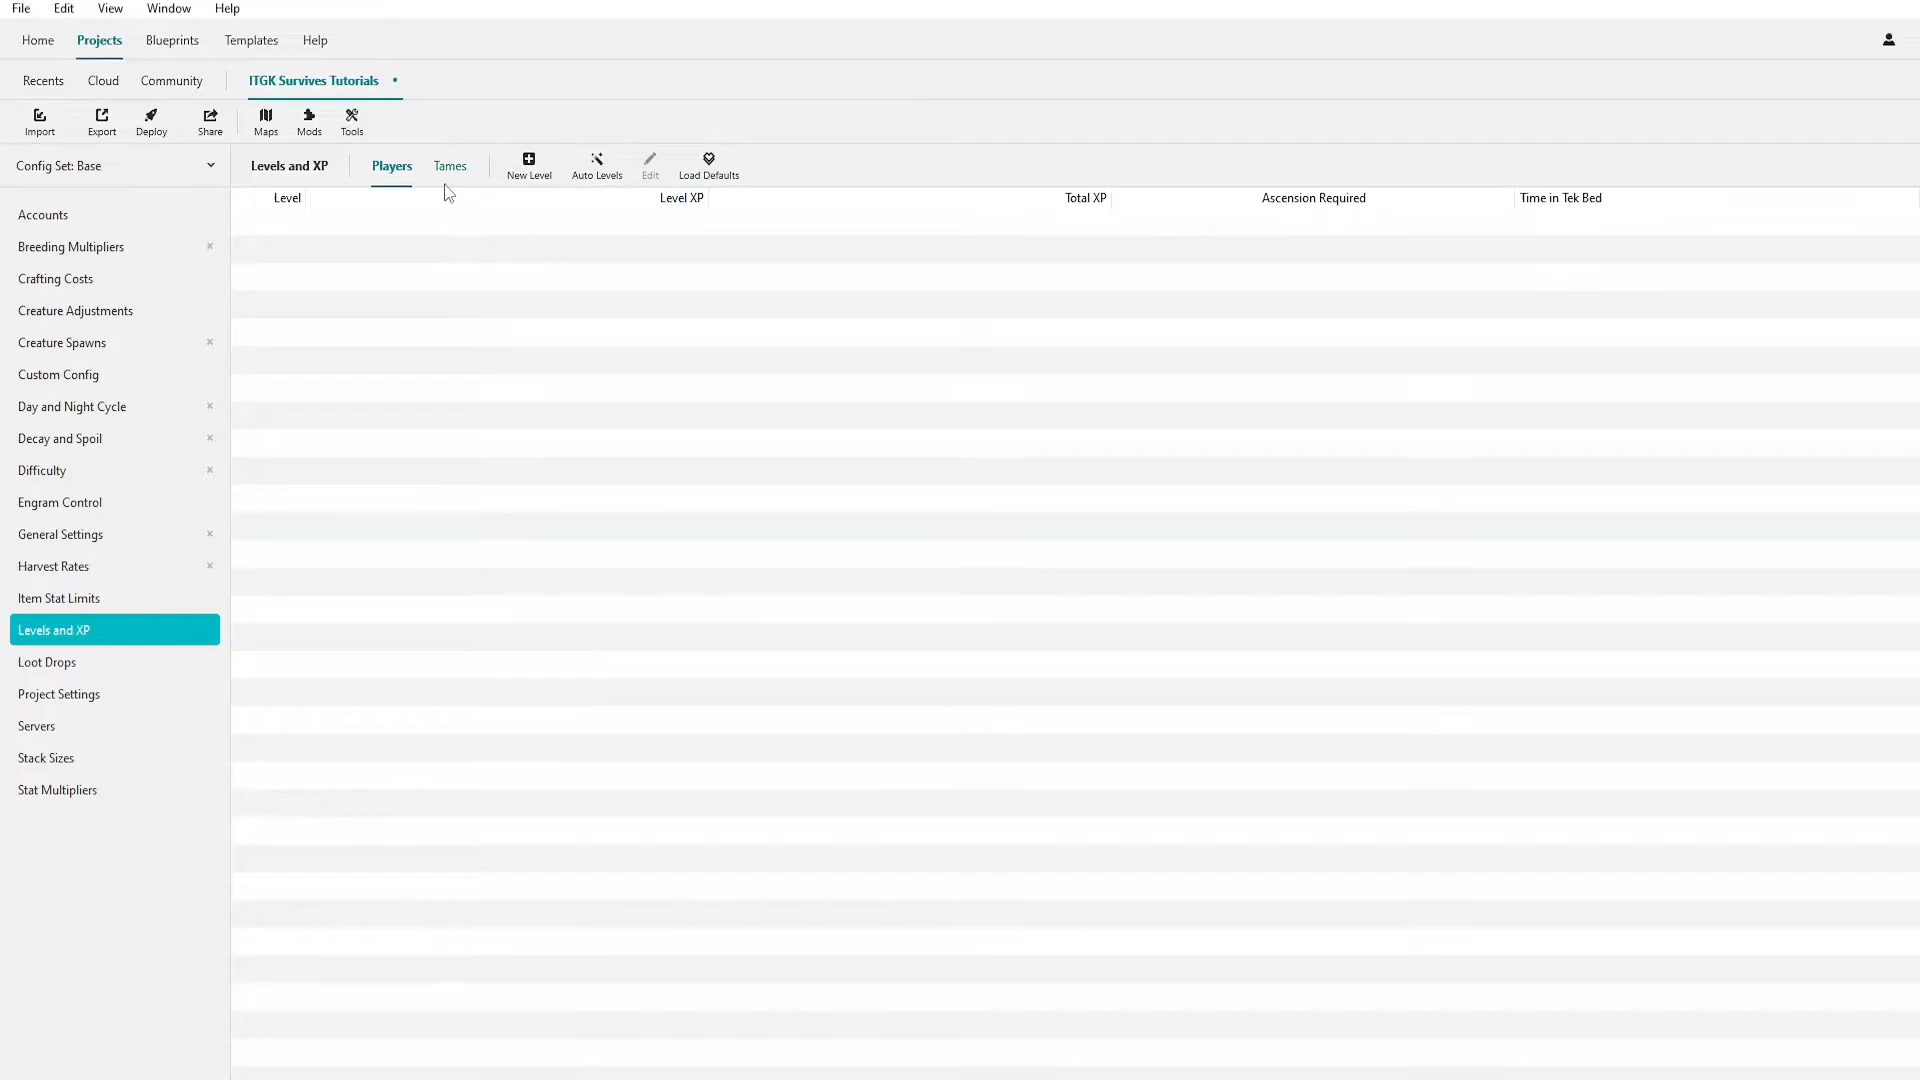 File Edit View Window Help
Home Projects Blueprints Templates Help
Recents Cloud Community ITGK Survives Tutorials •
Import Export Deploy Share Maps Mods Tools
Config Set: Base
Levels and XP Players Tames New Level Auto Levels Edit Load Defaults
Level Level XP Total XP Ascension Required Time in Tek Bed
Accounts
Breeding Multipliers
Crafting Costs
Creature Adjustments
Creature Spawns
Custom Config
Day and Night Cycle
Decay and Spoil
Difficulty
Engram Control
General Settings
Harvest Rates
Item Stat Limits
Levels and XP
Loot Drops
Project Settings
Servers
Stack Sizes
Stat Multipliers